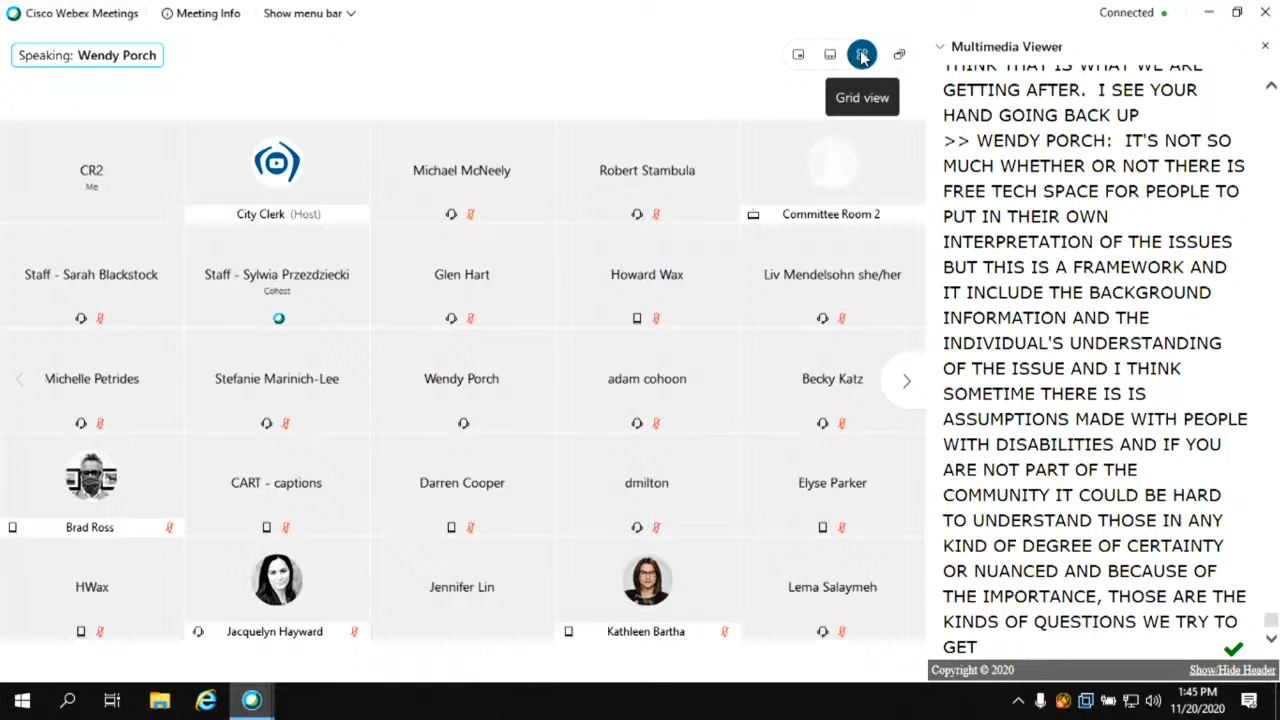 Cisco Webex Meetings
Meeting Info
Show menu bar
Connected
Speaking: Wendy Porch
Grid view
CR2
Me
City Clerk (Host)
Michael McNeely
Robert Stambula
Committee Room 2
Staff - Sarah Blackstock
Staff - Sylwia Przezdziecki
Cohost
Glen Hart
Howard Wax
Liv Mendelsohn she/her
Michelle Petrides
Stefanie Marinich-Lee
Wendy Porch
adam cohoon
Becky Katz
Brad Ross
CART - captions
Darren Cooper
dmilton
Elyse Parker
HWax
Jacquelyn Hayward
Jennifer Lin
Kathleen Bartha
Lema Salaymeh
Multimedia Viewer
THINK THAT IS WHAT WE ARE
GETTING AFTER. I SEE YOUR
HAND GOING BACK UP
>> WENDY PORCH: IT'S NOT SO
MUCH WHETHER OR NOT THERE IS
FREE TECH SPACE FOR PEOPLE TO
PUT IN THEIR OWN
INTERPRETATION OF THE ISSUES
BUT THIS IS A FRAMEWORK AND
IT INCLUDE THE BACKGROUND
INFORMATION AND THE
INDIVIDUAL'S UNDERSTANDING
OF THE ISSUE AND I THINK
SOMETIME THERE IS IS
ASSUMPTIONS MADE WITH PEOPLE
WITH DISABILITIES AND IF YOU
ARE NOT PART OF THE
COMMUNITY IT COULD BE HARD
TO UNDERSTAND THOSE IN ANY
KIND OF DEGREE OF CERTAINTY
OR NUANCED AND BECAUSE OF
THE IMPORTANCE, THOSE ARE THE
KINDS OF QUESTIONS WE TRY TO
GET
Copyright © 2020
Show/Hide Header
1:45 PM
11/20/2020